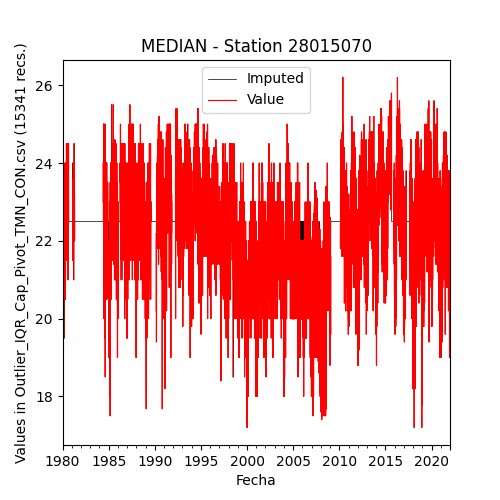 MEDIAN - Station 28015070
Imputed
Value
Values in Outlier_IQR_Cap_Pivot_TMN_CON.csv (15341 recs.)
26
24
22
20
18
1980 1985 1990 1995 2000 2005 2010 2015 2020
Fecha